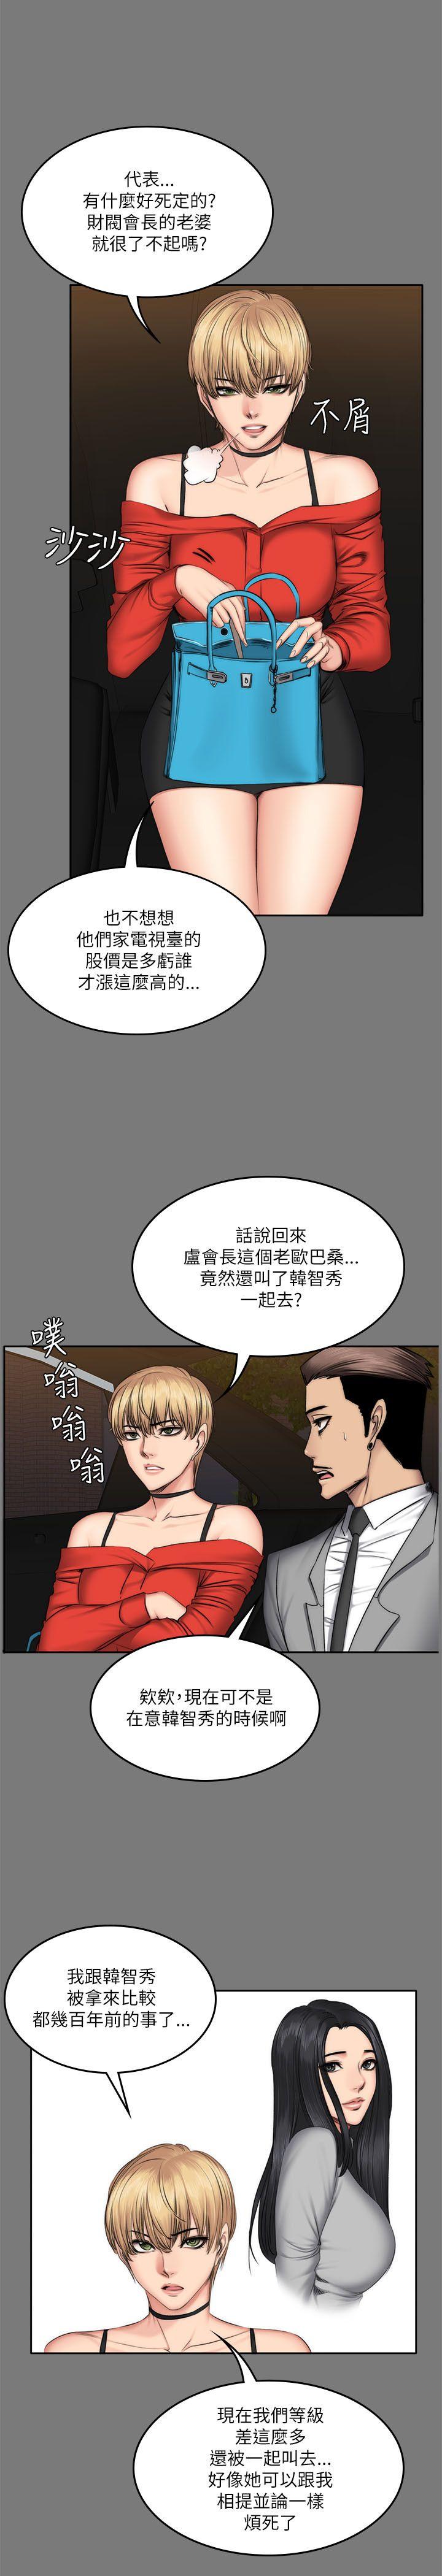 代表...
有什麼好死定的?
財閥會長的老婆
就很了不起嗎?
不屑
沙沙
也不想想
他們家電視臺的
股價是多虧誰
才漲這麼高的...
話說回來
盧會長這個老歐巴桑...
竟然還叫了韓智秀
一起去?
噗
嗡
嗡
嗡
欸欸,現在可不是
在意韓智秀的時候啊
我跟韓智秀
被拿來比較
都幾百年前的事了...
現在我們等級
差這麼多
還被一起叫去...
好像她可以跟我
相提並論一樣
煩死了